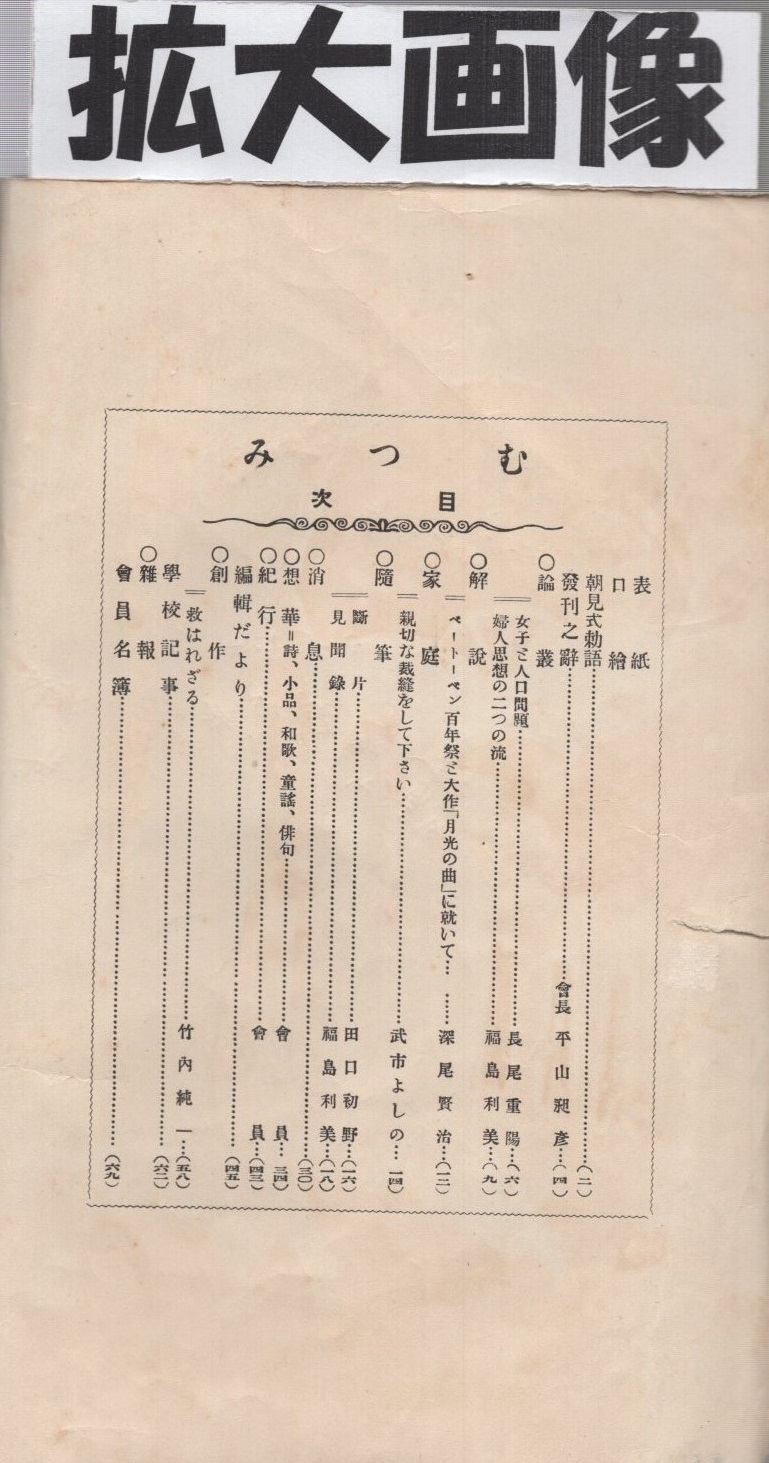 拡大画像
むつみ
目次
表紙
口繪
朝見式勅語……(二)
發刊之辭……會長 平山昶彦…(四)
○論叢
女子と人口問題……長尾重陽…(六)
婦人思想の二つの流……福島利美…(九)
○解說
ベートーベン百年祭と大作「月光の曲」に就いて………深尾賢治…(一二)
○家庭
親切な裁縫をして下さい……武市よしの…(一四)
○隨筆
斷片……田口初野…(一六)
見聞錄……福島利美…(一八)
○消息……(三〇)
○想華=詩、小品、和歌、童謠、俳句……會員…(三四)
○紀行……會員…(四三)
編輯だより……(四五)
○創作
救はれざる……竹內純一…(五八)
學校記事……(六二)
○雜報
會員名簿……(六九)